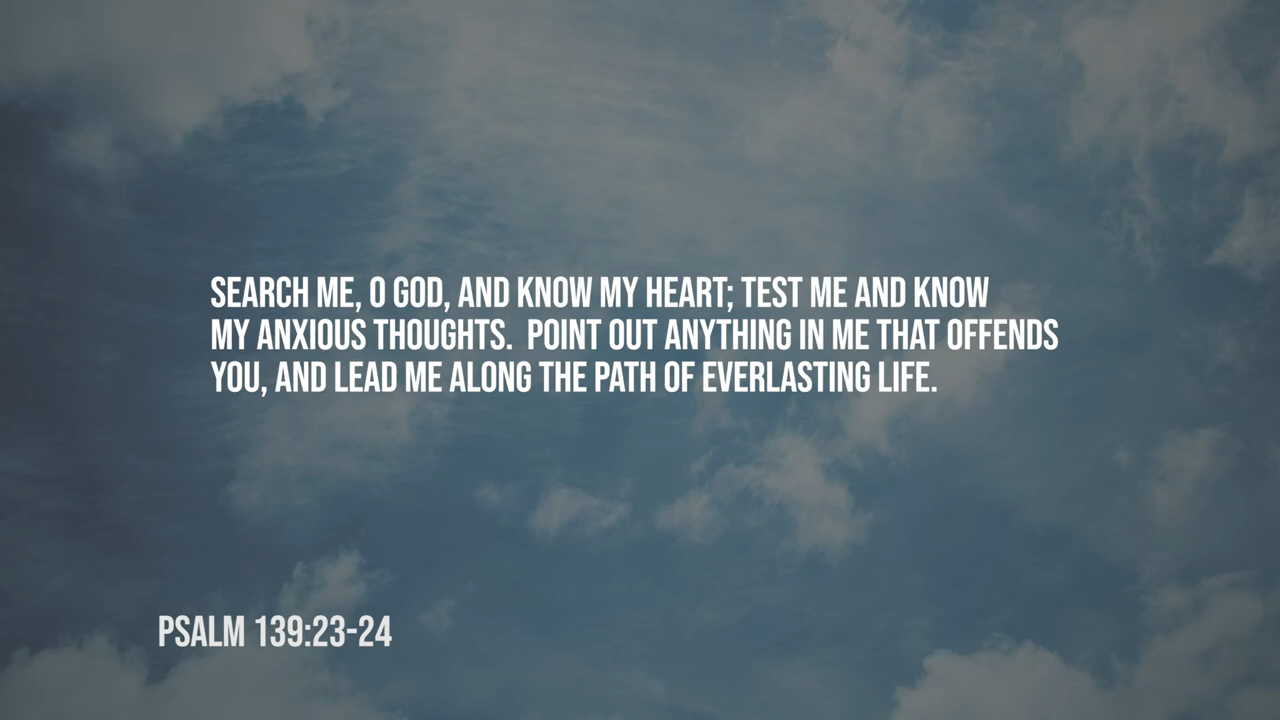 SEARCH ME, O GOD, AND KNOW MY HEART; TEST ME AND KNOW
MY ANXIOUS THOUGHTS.  POINT OUT ANYTHING IN ME THAT OFFENDS
YOU, AND LEAD ME ALONG THE PATH OF EVERLASTING LIFE.
PSALM 139:23-24